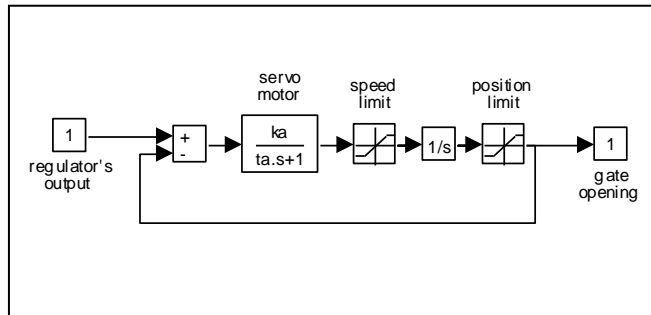 servo
motor
speed
limit
position
limit
1
+
-
ka
ta.s+1
1/s
1
regulator's
output
gate
opening